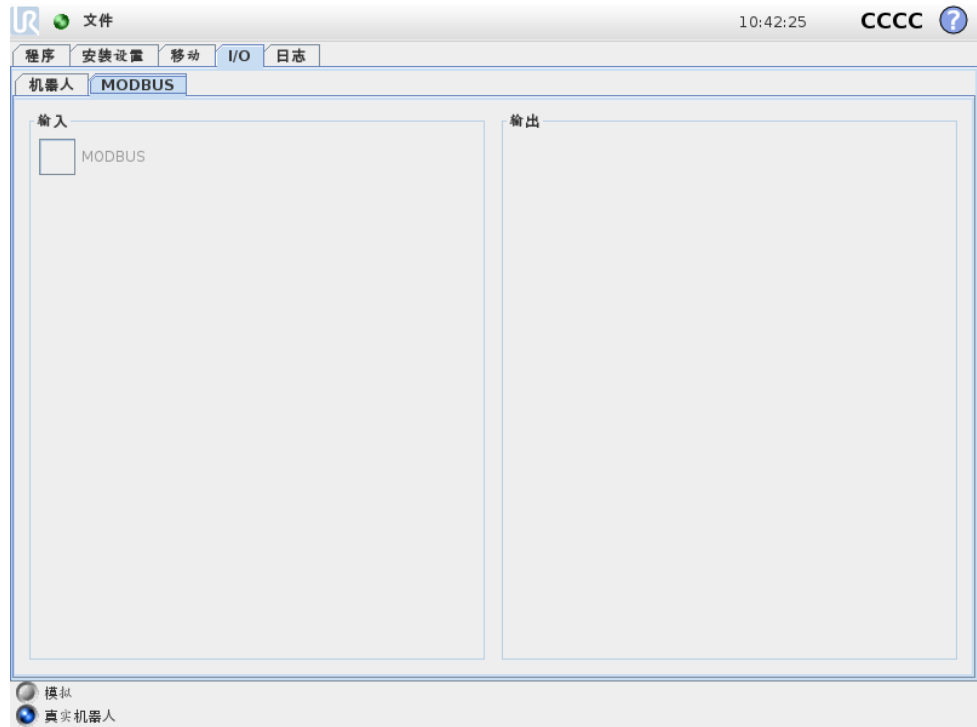 UR 文件 10:42:25 CCCC ?
程序 安装设置 移动 I/O 日志
机器人 MODBUS
输入 输出
MODBUS
模拟
真实机器人